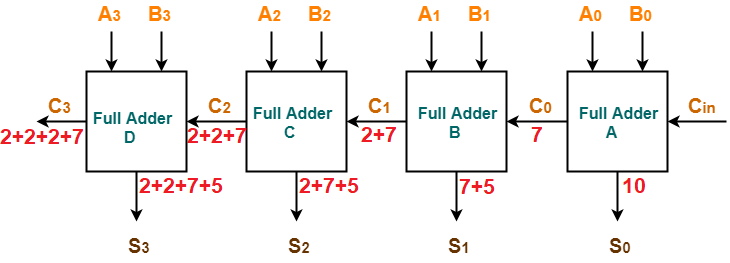 A3 B3 A2 B2 A1 B1 A0 B0
C3 Full Adder D C2 Full Adder C C1 Full Adder B C0 Full Adder A Cin
2+2+2+7 2+2+7 2+7 7
2+2+7+5 2+7+5 7+5 10
S3 S2 S1 S0